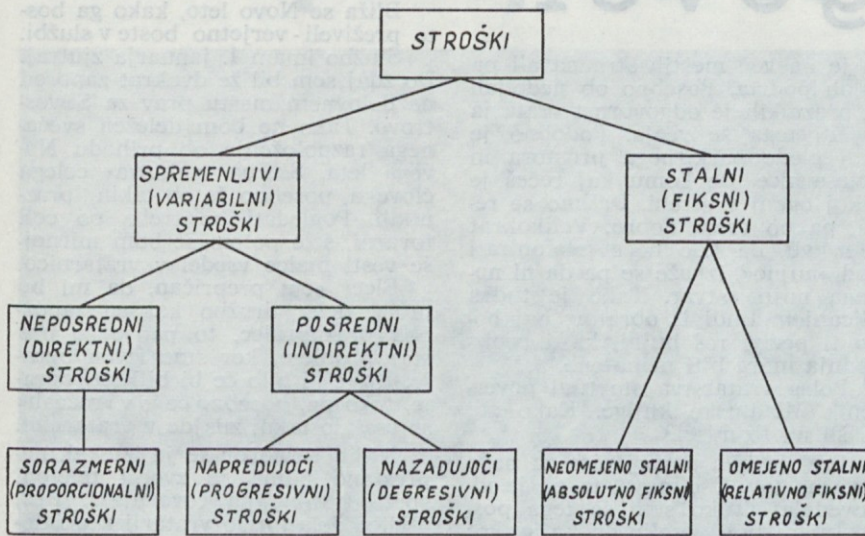 STROŠKI
SPREMENLJIVI
(VARIABILNI)
STROŠKI
STALNI
(FIKSNI)
STROŠKI
NEPOSREDNI
(DIREKTNI)
STROŠKI
POSREDNI
(INDIREKTNI)
STROŠKI
SORAZMERNI
(PROPORCIONALNI)
STROŠKI
NAPREDUJOČI
(PROGRESIVNI)
STROŠKI
NAZADUJOČI
(DEGRESIVNI)
STROŠKI
NEOMEJENO STALNI
(ABSOLUTNO FIKSNI)
STROŠKI
OMEJENO STALNI
(RELATIVNO FIKSNI)
STROŠKI